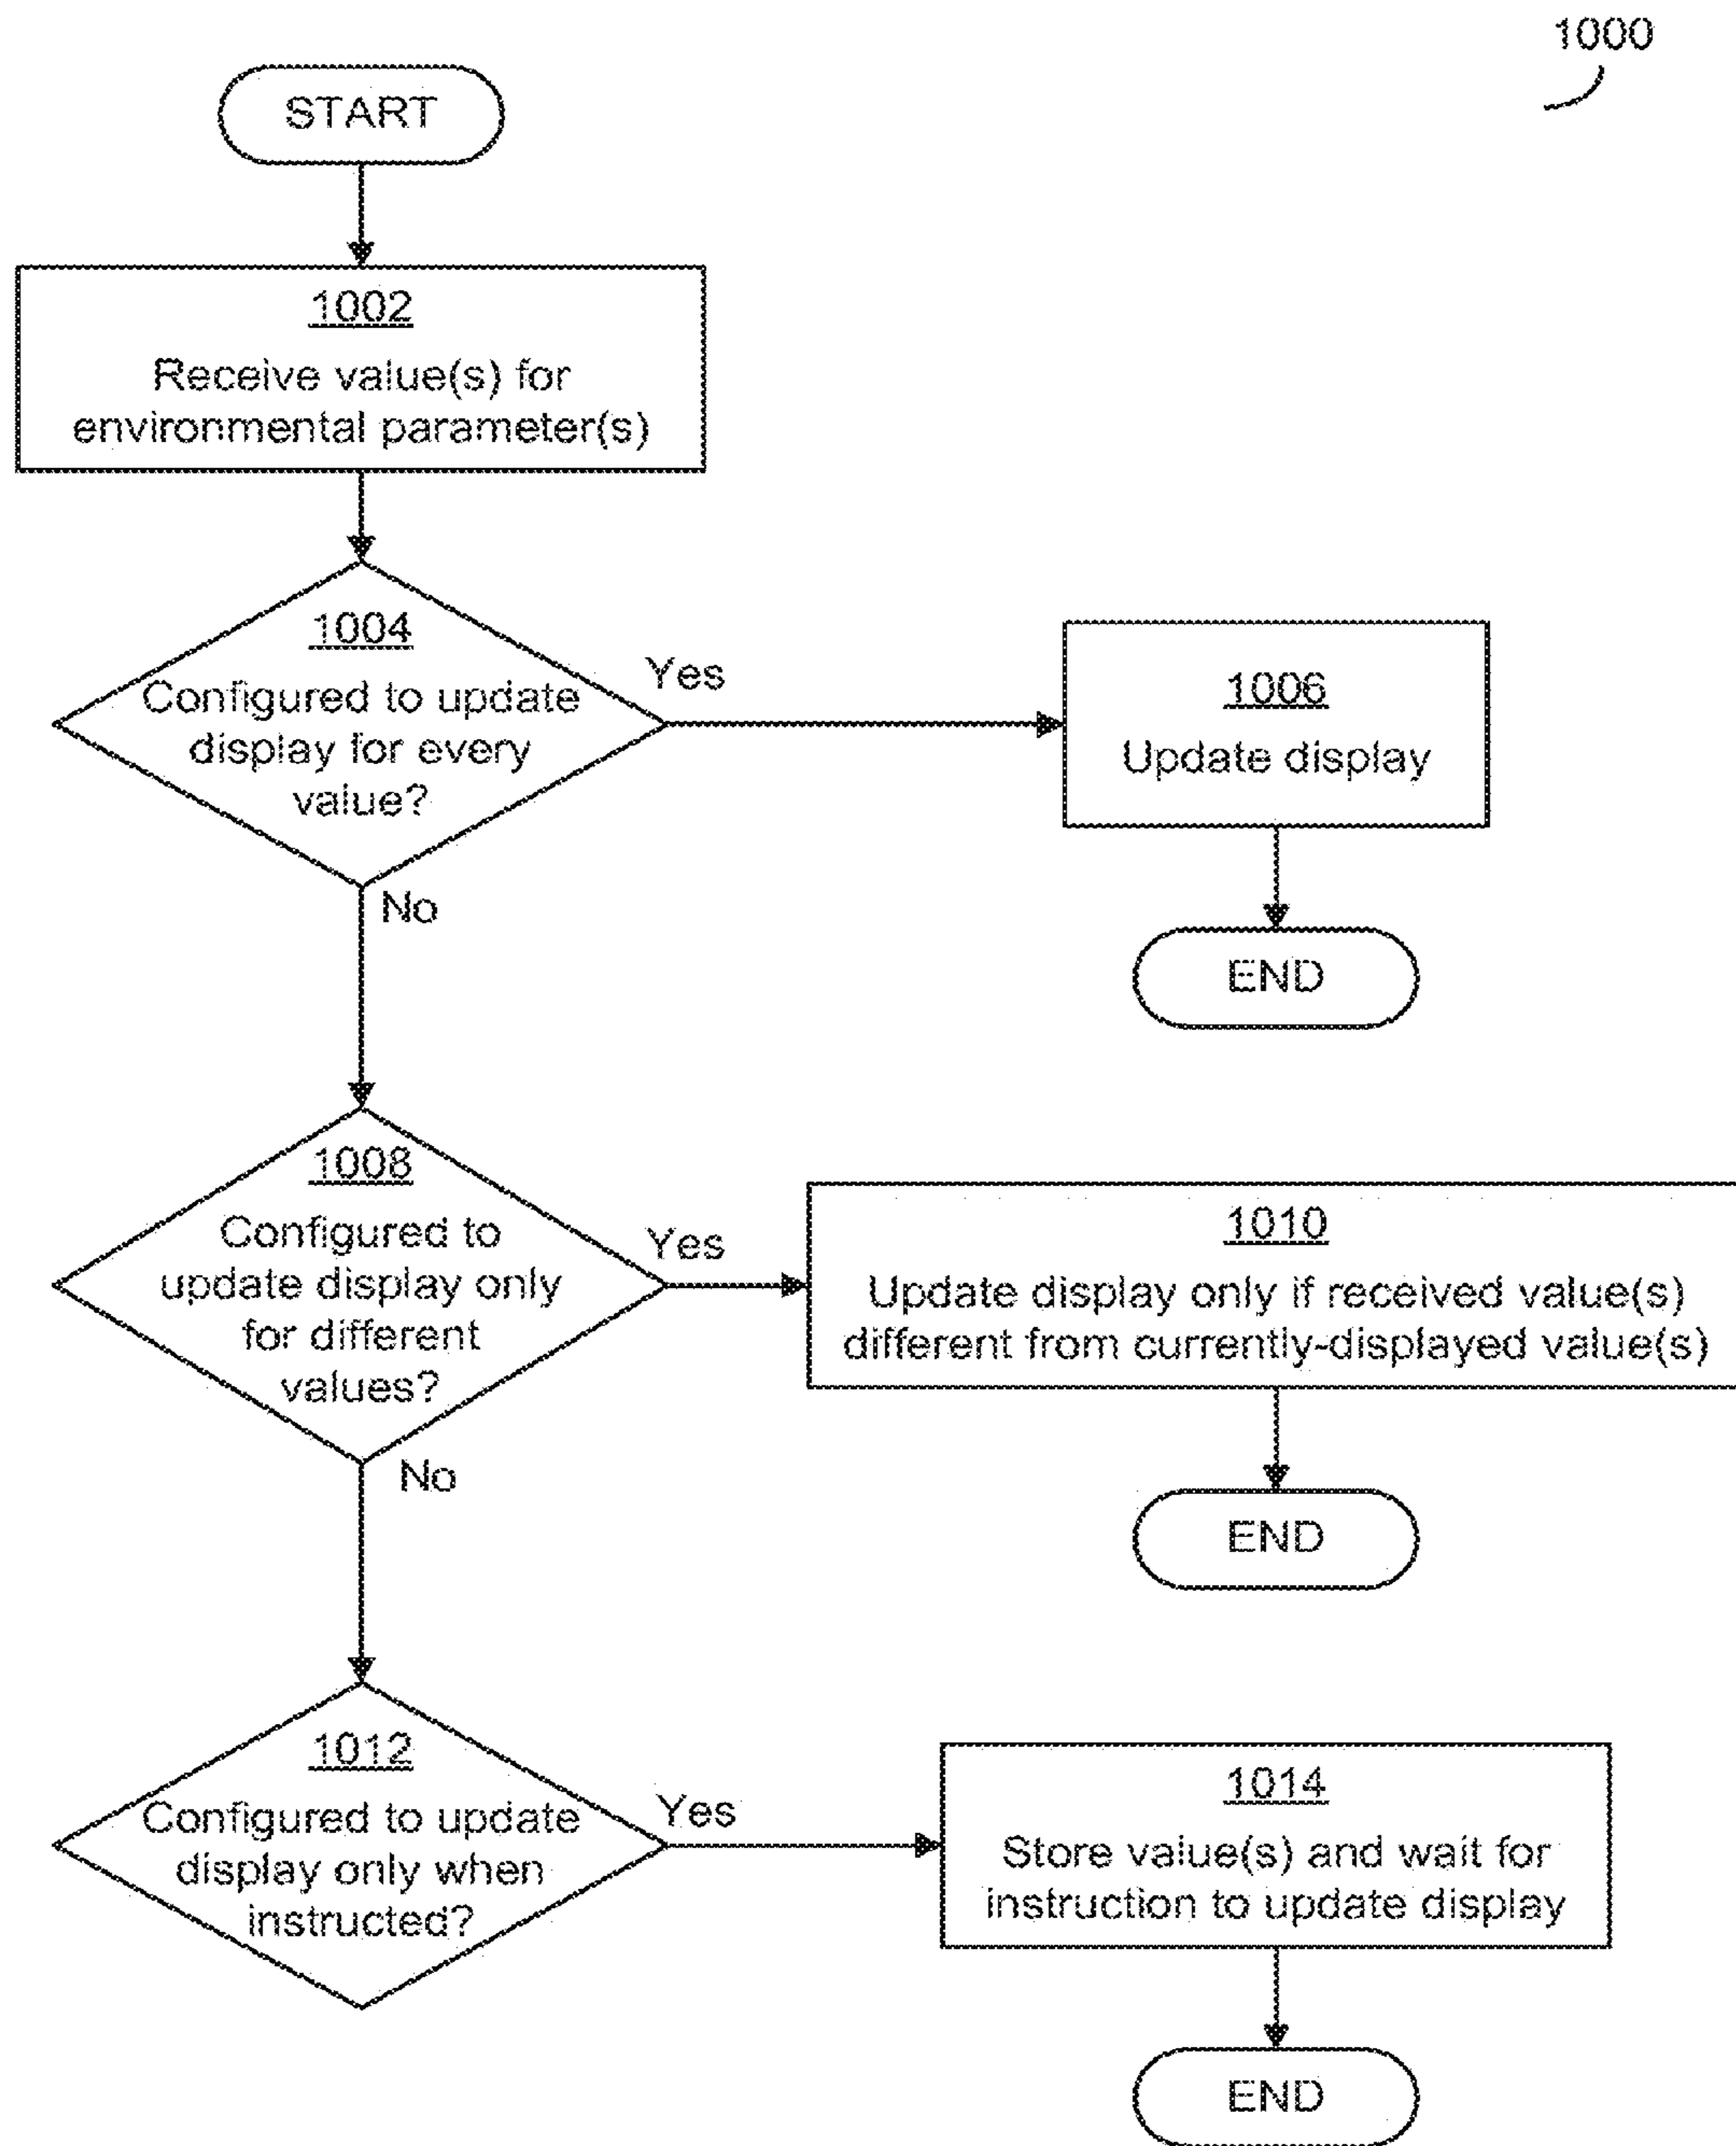 1000
START
1002
Receive value(s) for
environmental parameter(s)
1004
Configured to update
display for every
value?
Yes
1006
Update display
END
No
1008
Configured to
update display only
for different
values?
Yes
1010
Update display only if received value(s)
different from currently-displayed value(s)
END
No
1012
Configured to update
display only when
instructed?
Yes
1014
Store value(s) and wait for
instruction to update display
END